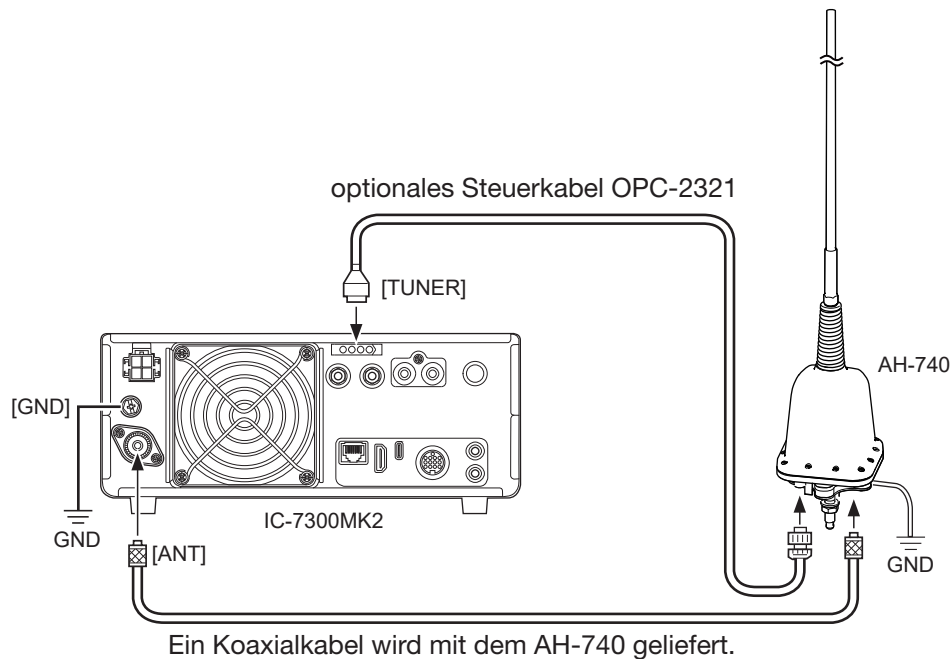 optionales Steuerkabel OPC-2321
[TUNER]
AH-740
[GND]
IC-7300MK2
GND
[ANT]
GND
Ein Koaxialkabel wird mit dem AH-740 geliefert.